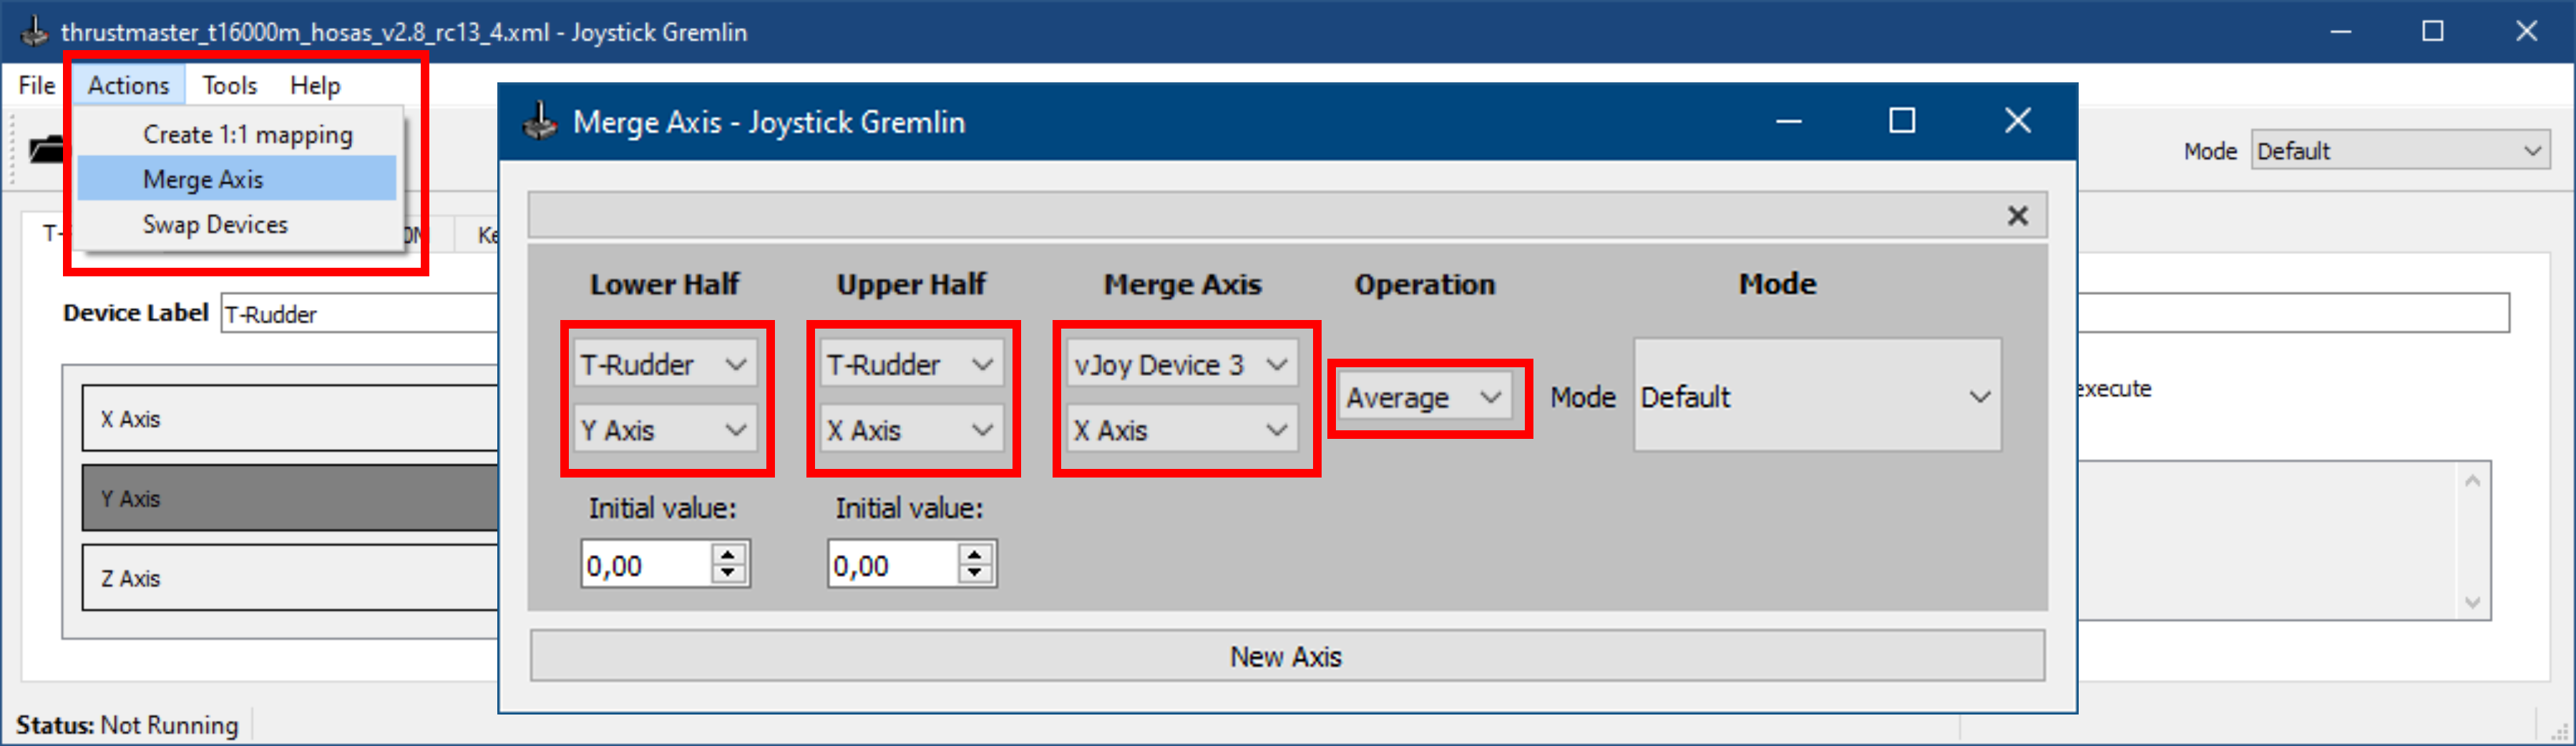 thrustmaster_t16000m_hosas_v2.8_rc13_4.xml - Joystick Gremlin
File Actions Tools Help
Create 1:1 mapping
Merge Axis
Swap Devices
Mode Default
Device Label T-Rudder
X Axis
Y Axis
Z Axis
execute
Status: Not Running
Merge Axis - Joystick Gremlin
Lower Half Upper Half Merge Axis Operation Mode
T-Rudder T-Rudder vJoy Device 3
Average Mode Default
Y Axis X Axis X Axis
Initial value: Initial value:
0,00 0,00
New Axis